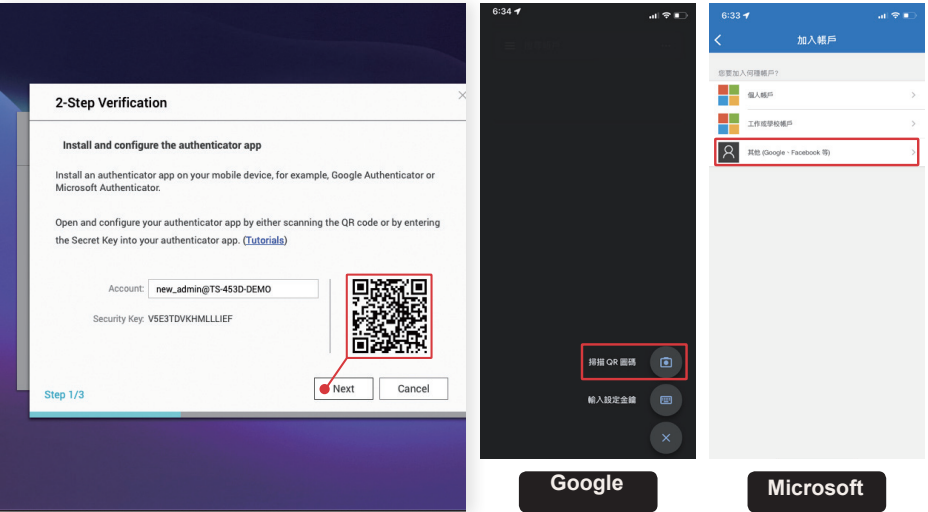 2-Step Verification
Install and configure the authenticator app
Install an authenticator app on your mobile device, for example, Google Authenticator or
Microsoft Authenticator.
Open and configure your authenticator app by either scanning the QR code or by entering
the Secret Key into your authenticator app. (Tutorials)
Account: new_admin@TS-453D-DEMO
Security Key: V5E3TDVKHMLLLIEF
Step 1/3
Next
Cancel
6:34
掃描 QR 圖碼
輸入設定金鑰
Google
6:33
加入帳戶
您要加入何種帳戶?
個人帳戶
工作或學校帳戶
其他 (Google、Facebook 等)
Microsoft